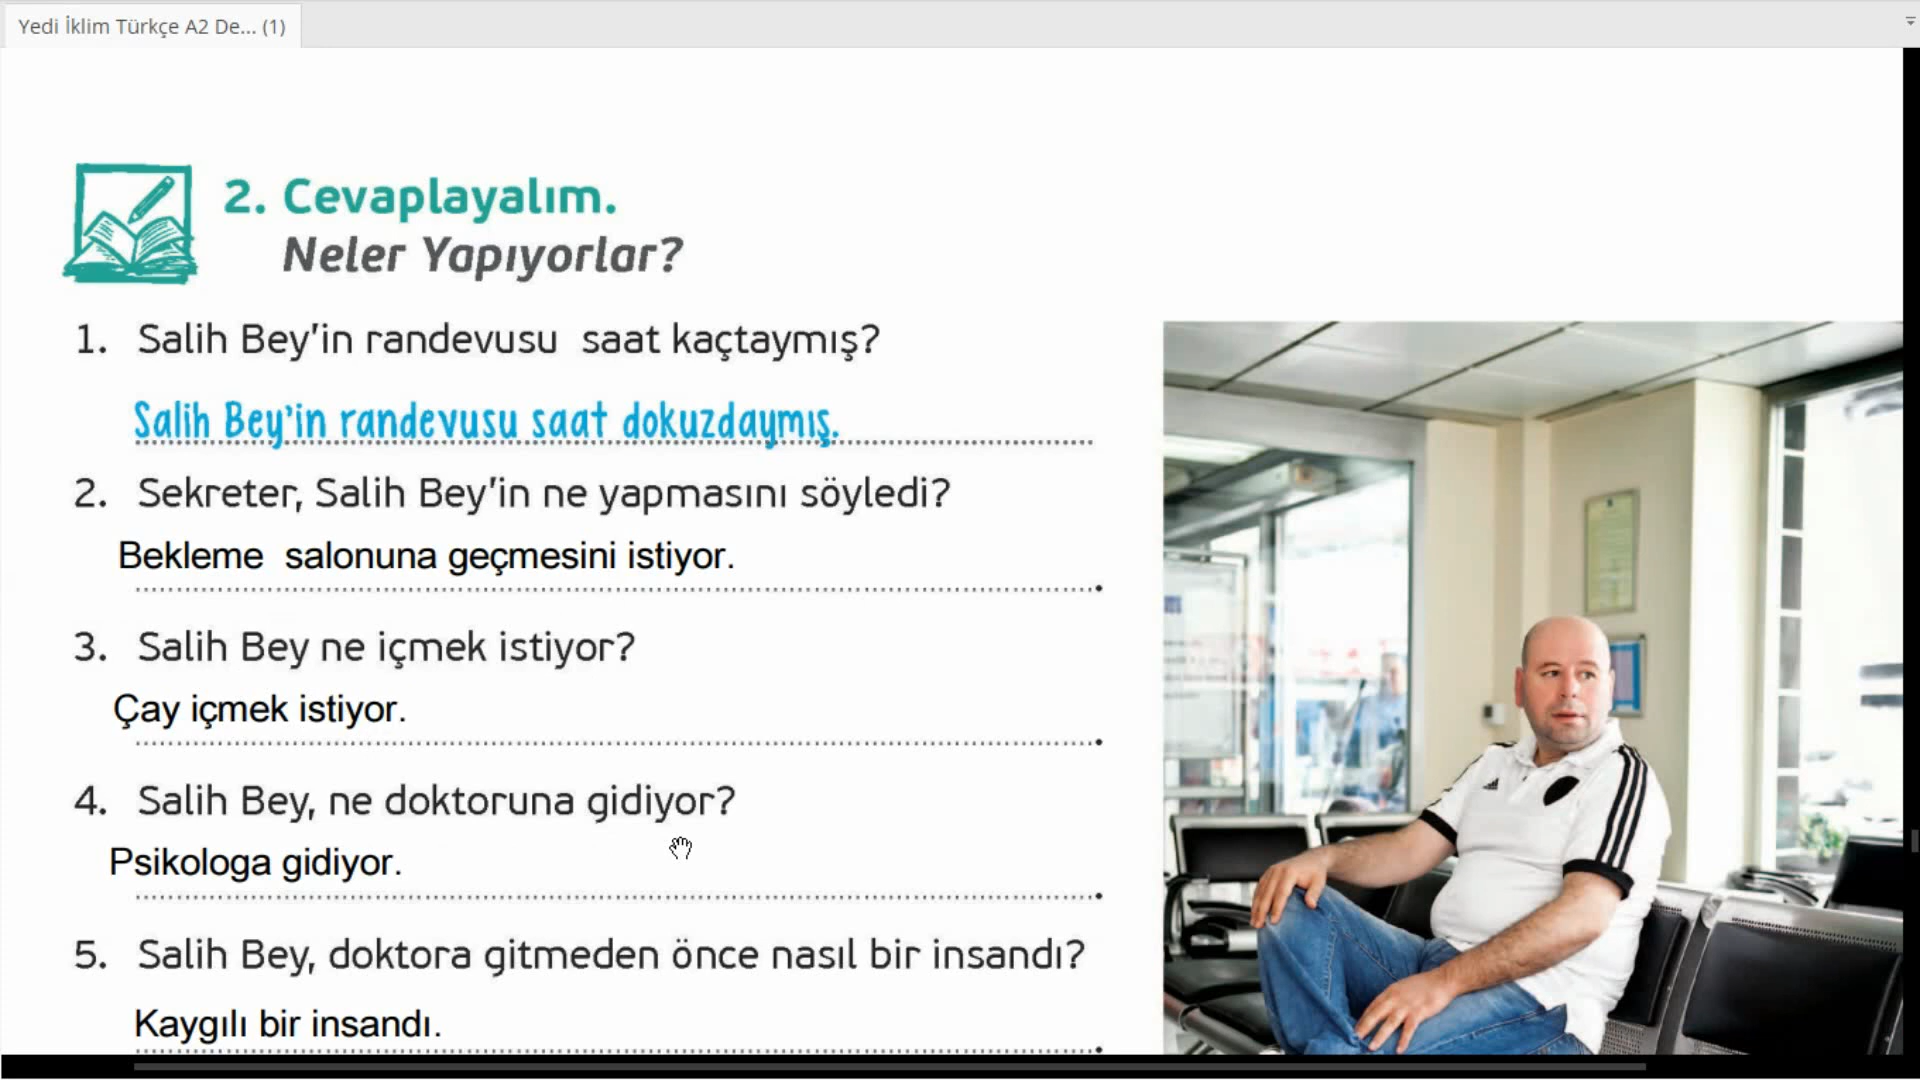 Yedi İklim Türkçe A2 De... (1)
2. Cevaplayalım.
Neler Yapıyorlar?
1. Salih Bey'in randevusu saat kaçtaymış?
Salih Bey'in randevusu saat dokuzdaymış.
2. Sekreter, Salih Bey'in ne yapmasını söyledi?
Bekleme salonuna geçmesini istiyor.
3. Salih Bey ne içmek istiyor?
Çay içmek istiyor.
4. Salih Bey, ne doktoruna gidiyor?
Psikologa gidiyor.
5. Salih Bey, doktora gitmeden önce nasıl bir insandı?
Kaygılı bir insandı.